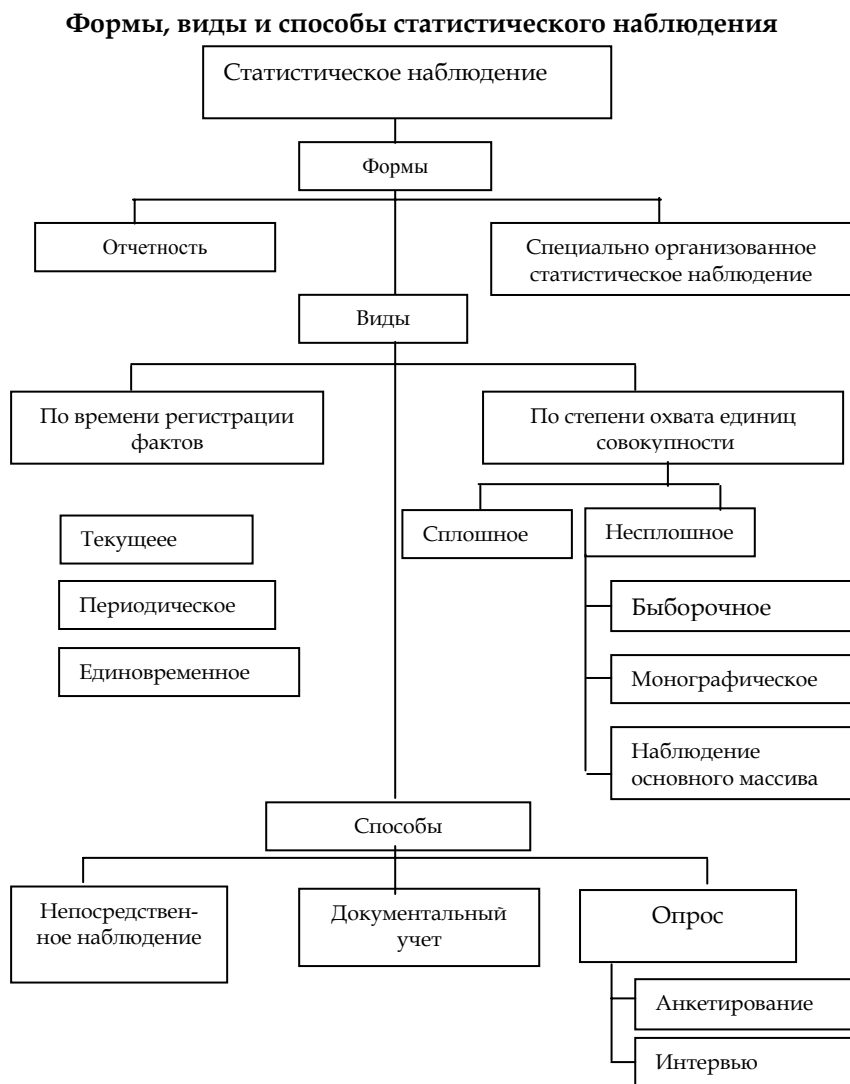 Формы, виды и способы статистического наблюдения
Статистическое наблюдение
Формы
Отчетность
Специально организованное
статистическое наблюдение
Виды
По времени регистрации
фактов
По степени охвата единиц
совокупности
Текущеее
Сплошное
Несплошное
Периодическое
Быборочное
Единовременное
Монографическое
Наблюдение
основного массива
Способы
Непосредствен-
ное наблюдение
Документальный
учет
Опрос
Анкетирование
Интервью